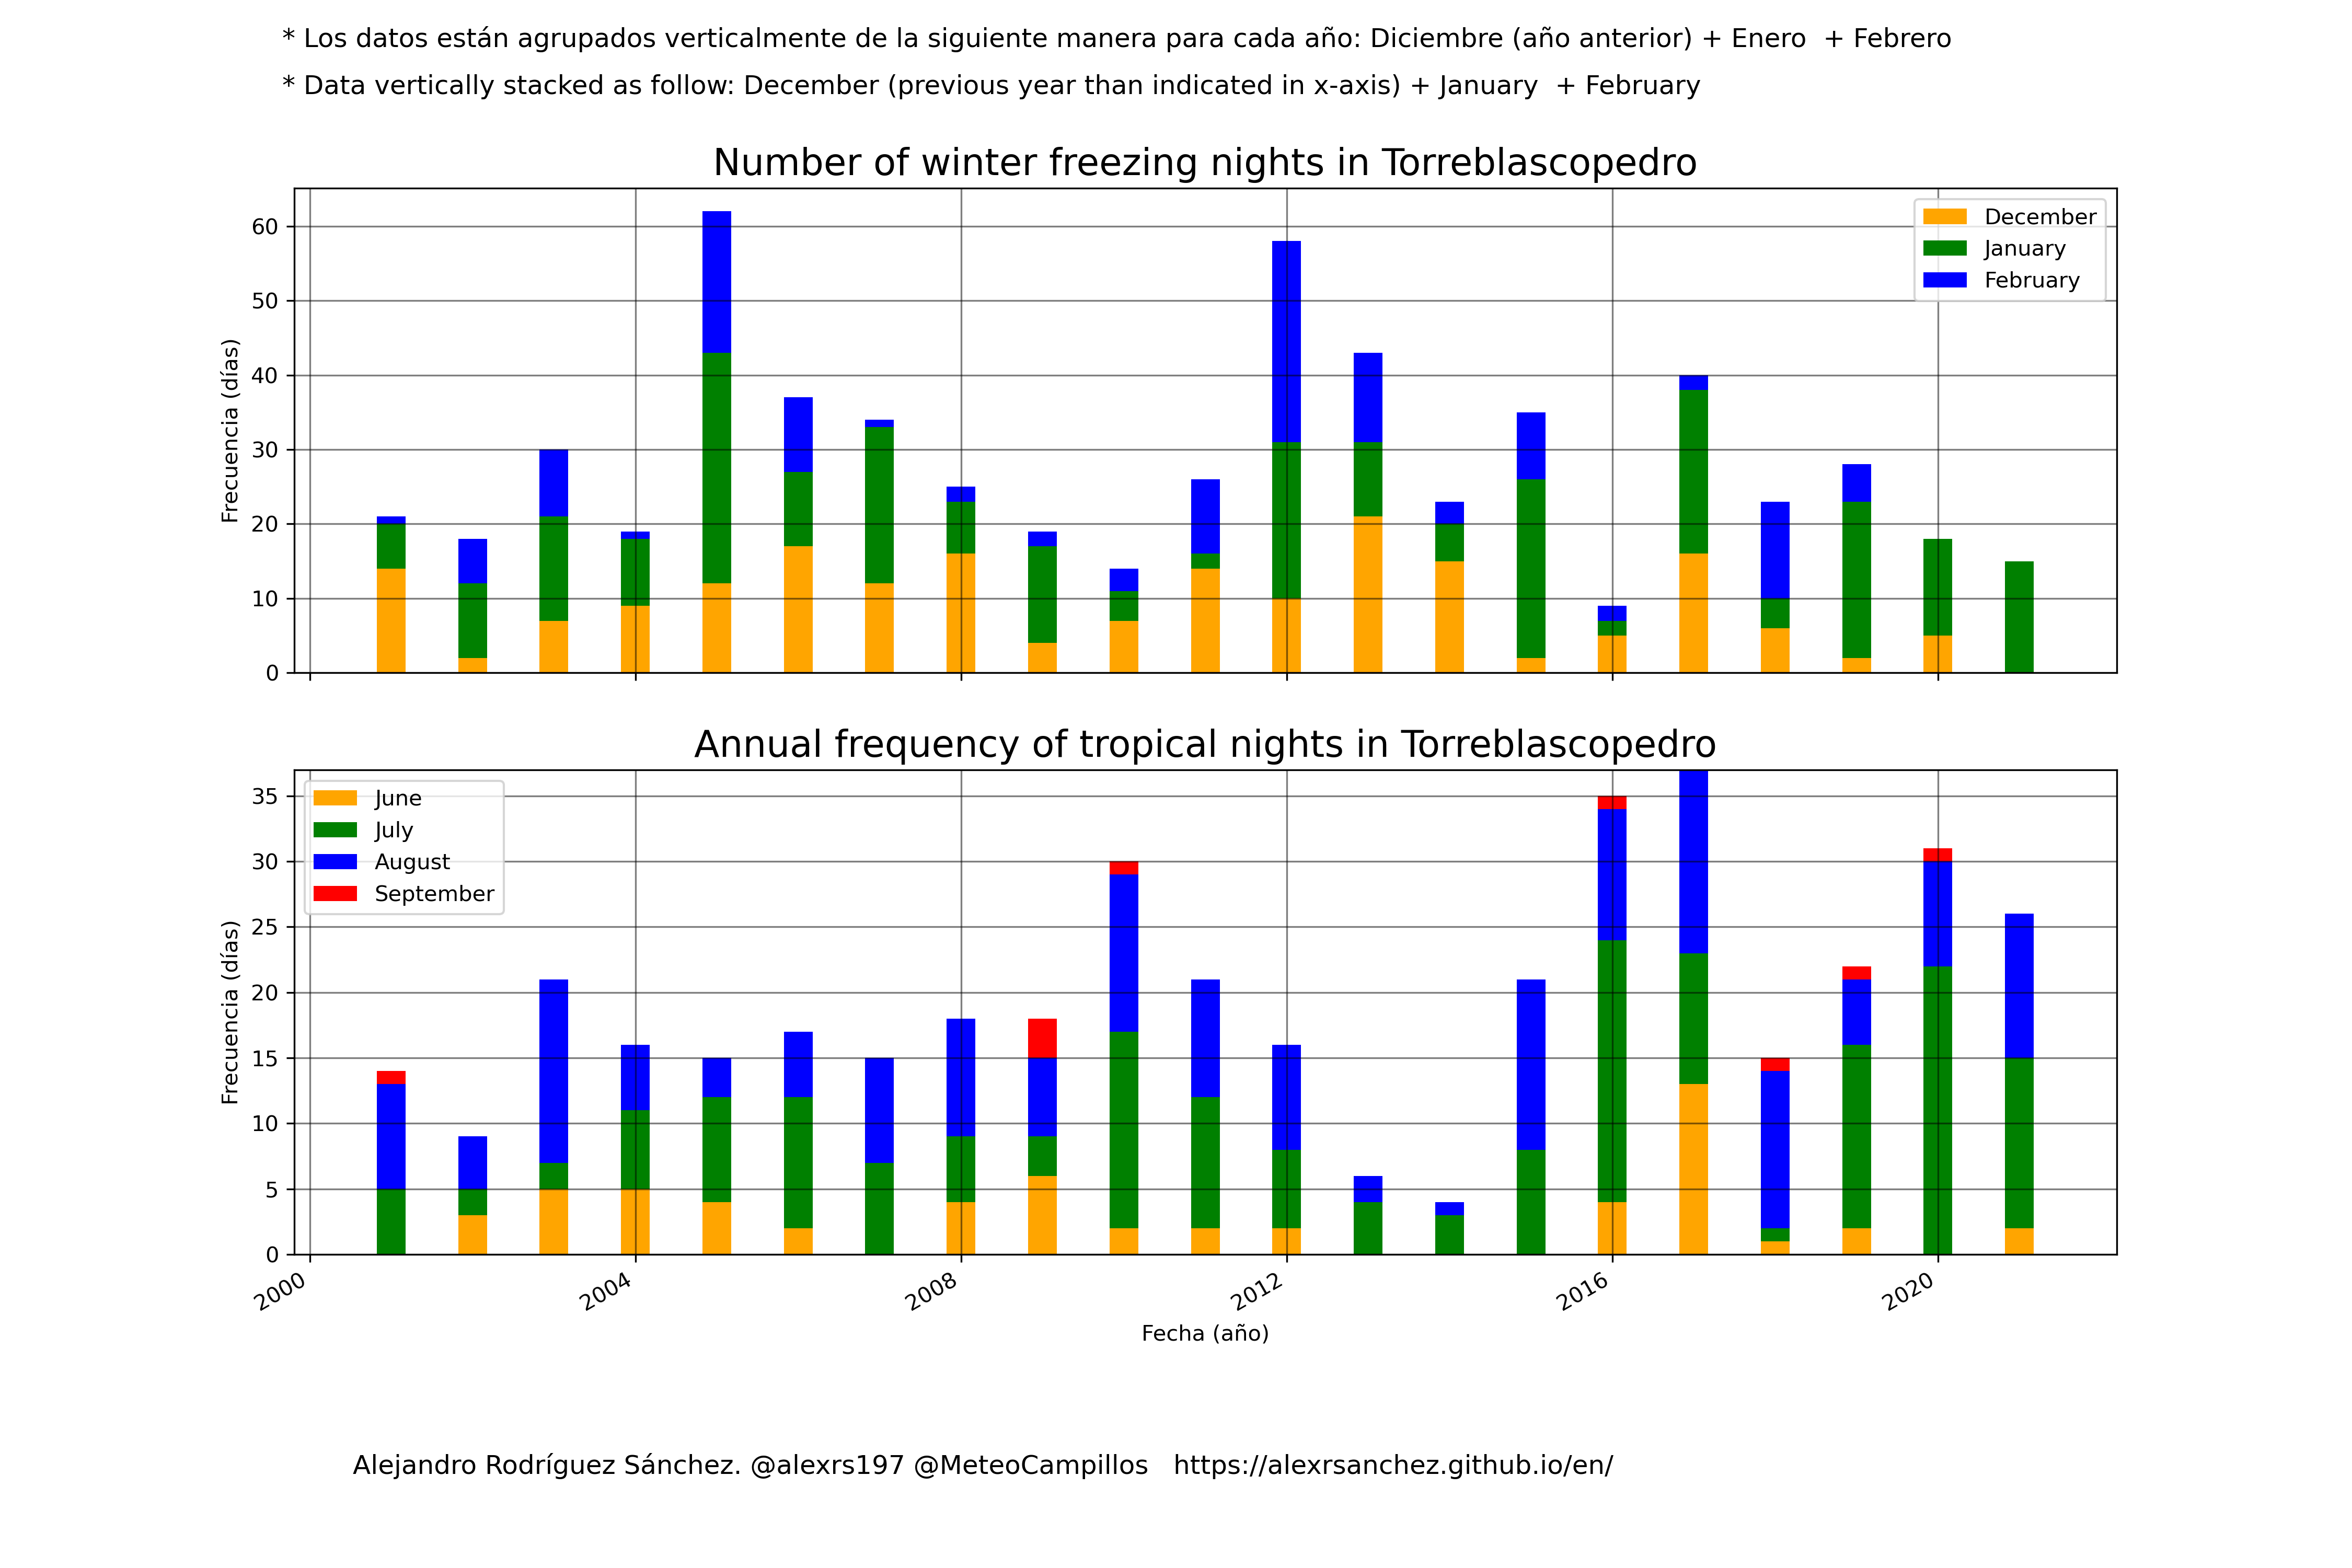 * Los datos están agrupados verticalmente de la siguiente manera para cada año: Diciembre (año anterior) + Enero  + Febrero
* Data vertically stacked as follow: December (previous year than indicated in x-axis) + January  + February
Number of winter freezing nights in Torreblascopedro
Frecuencia (días)
60
50
40
30
20
10
0
December
January
February
Annual frequency of tropical nights in Torreblascopedro
Frecuencia (días)
35
30
25
20
15
10
5
0
June
July
August
September
2000 2004 2008 2012 2016 2020
Fecha (año)
Alejandro Rodríguez Sánchez. @alexrs197 @MeteoCampillos   https://alexrsanchez.github.io/en/